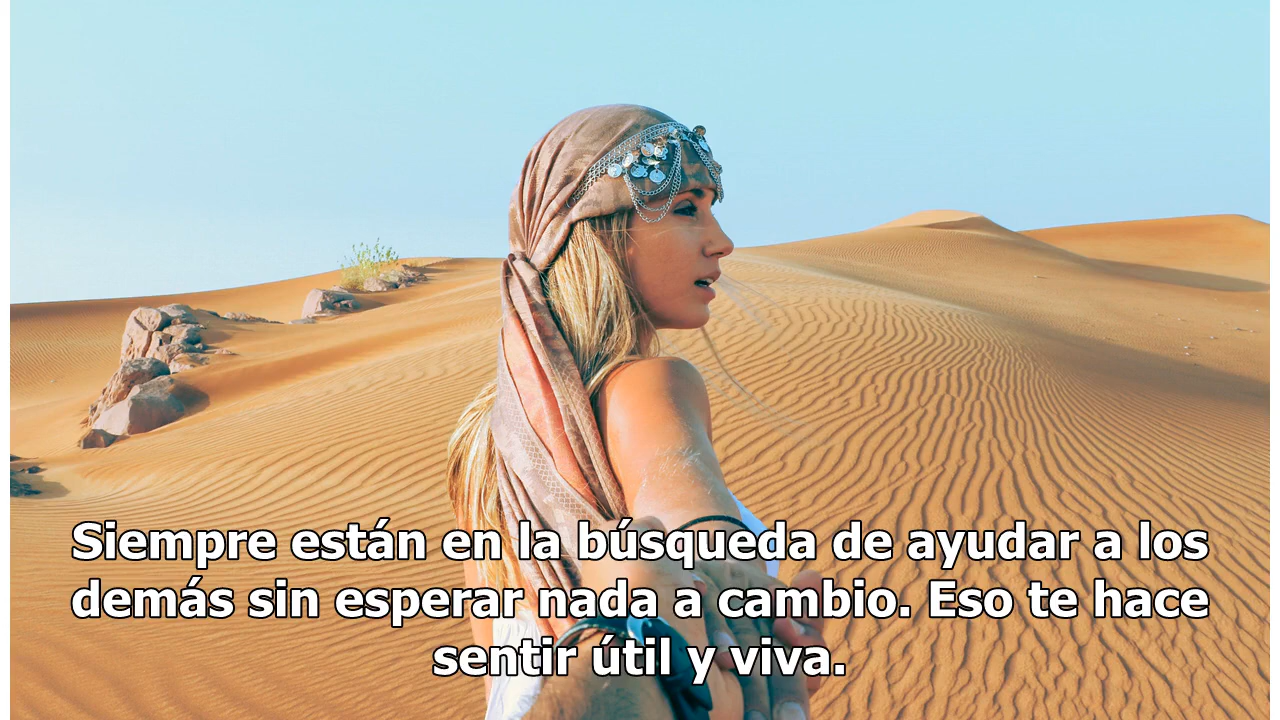 Siempre están en la búsqueda de ayudar a los
demás sin esperar nada a cambio. Eso te hace
sentir útil y viva.